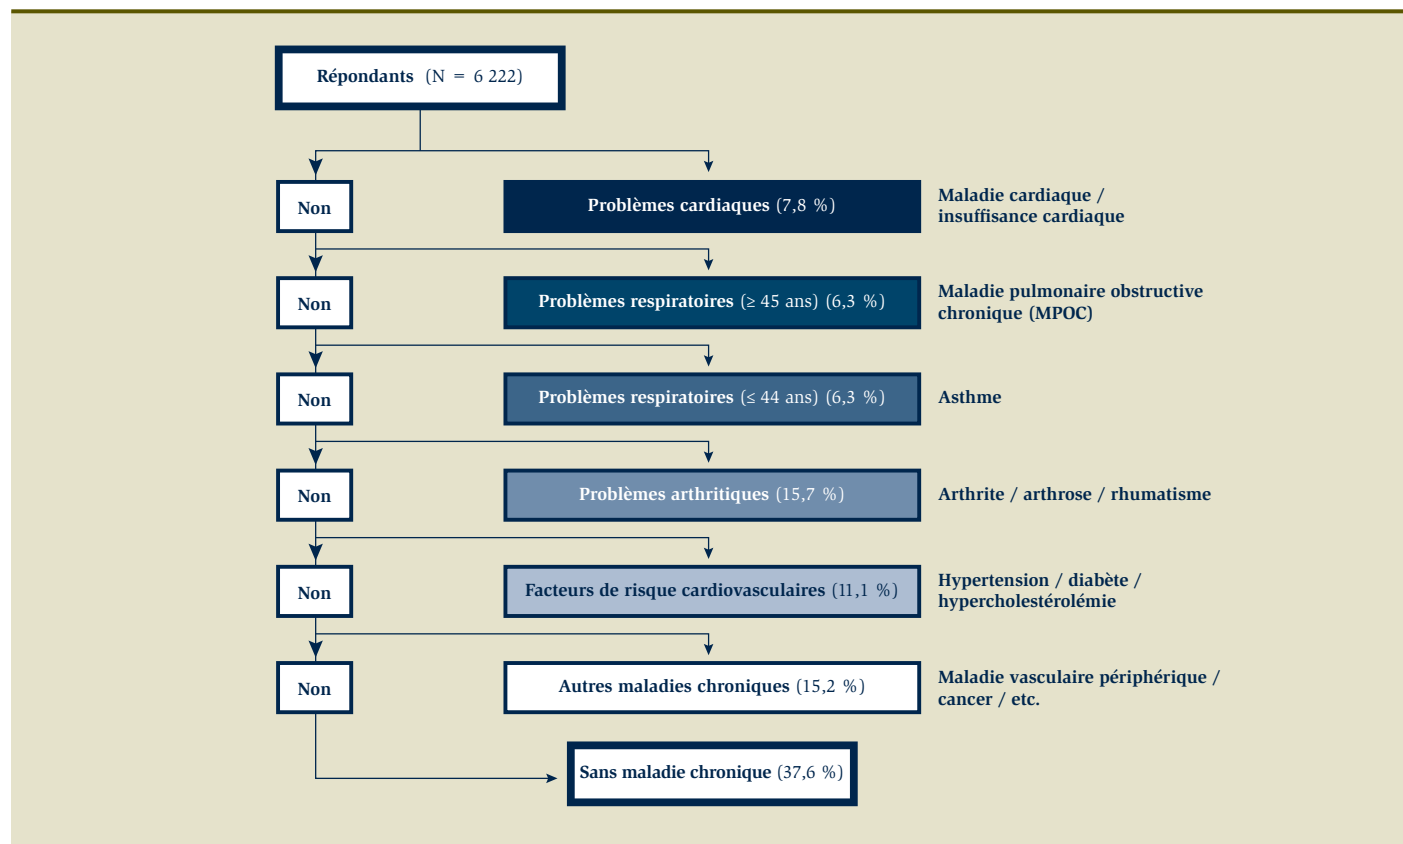 Répondants (N = 6 222)
Non
Problèmes cardiaques (7,8 %)
Maladie cardiaque /
insuffisance cardiaque
Non
Problèmes respiratoires (≥ 45 ans) (6,3 %)
Maladie pulmonaire obstructive
chronique (MPOC)
Non
Problèmes respiratoires (≤ 44 ans) (6,3 %)
Asthme
Non
Problèmes arthritiques (15,7 %)
Arthrite / arthrose / rhumatisme
Non
Facteurs de risque cardiovasculaires (11,1 %)
Hypertension / diabète /
hypercholestérolémie
Non
Autres maladies chroniques (15,2 %)
Maladie vasculaire périphérique /
cancer / etc.
Sans maladie chronique (37,6 %)